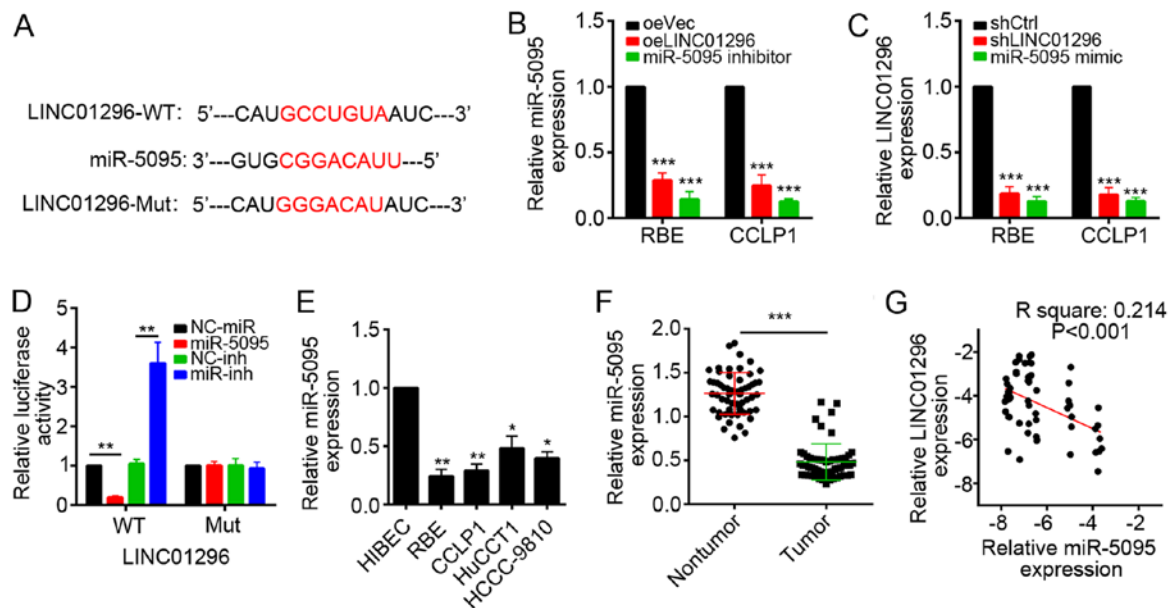 A
LINC01296-WT: 5'---CAUGCCUGUAAUC---3'
miR-5095: 3'---GUGCGGACAUU---5'
LINC01296-Mut: 5'---CAUGGGACAUAUC---3'
B
Relative miR-5095
expression
1.5
1.0
0.5
0.0
oeVec
oeLINC01296
miR-5095 inhibitor
*** *** *** ***
RBE CCLP1
C
Relative LINC01296
expression
1.5
1.0
0.5
0.0
shCtrl
shLINC01296
miR-5095 mimic
*** *** *** ***
RBE CCLP1
D
Relative luciferase
activity
5
4
3
2
1
0
NC-miR
miR-5095
NC-inh
miR-inh
**
**
WT Mut
LINC01296
E
Relative miR-5095
expression
1.5
1.0
0.5
0.0
** ** * *
HIBEC
RBE
CCLP1
HuCCT1
HCCC-9810
F
Relative miR-5095
expression
2.0
1.5
1.0
0.5
0.0
***
Nontumor
Tumor
G
R square: 0.214
P<0.001
Relative LINC01296
expression
-2
-4
-6
-8
-8 -6 -4 -2
Relative miR-5095
expression